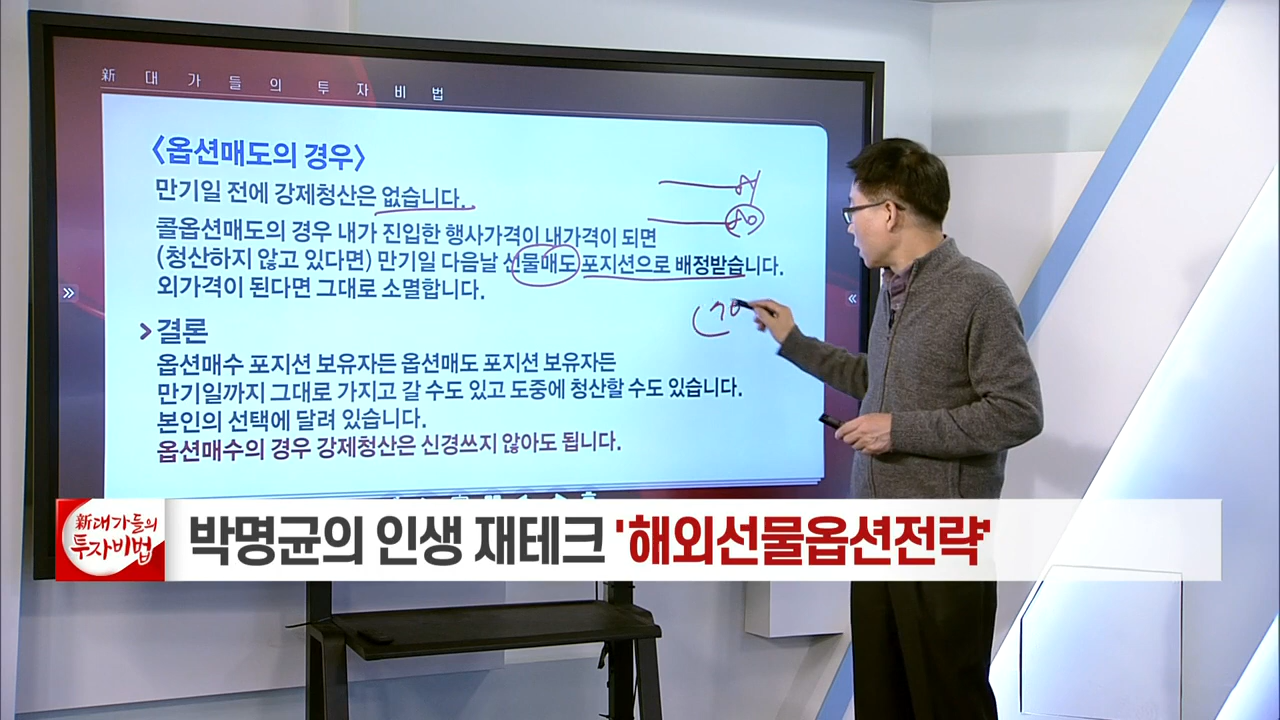 新 대가들의 투자비법
〈옵션매도의 경우〉
만기일 전에 강제청산은 없습니다.
콜옵션매도의 경우 내가 진입한 행사가격이 내가격이 되면
(청산하지 않고 있다면) 만기일 다음날 선물매도 포지션으로 배정받습니다.
외가격이 된다면 그대로 소멸합니다.
결론
옵션매수 포지션 보유자든 옵션매도 포지션 보유자든
만기일까지 그대로 가지고 갈 수도 있고 도중에 청산할 수도 있습니다.
본인의 선택에 달려 있습니다.
옵션매수의 경우 강제청산은 신경쓰지 않아도 됩니다.
新대가들의
투자비법
박명균의 인생 재테크 '해외선물옵션전략'